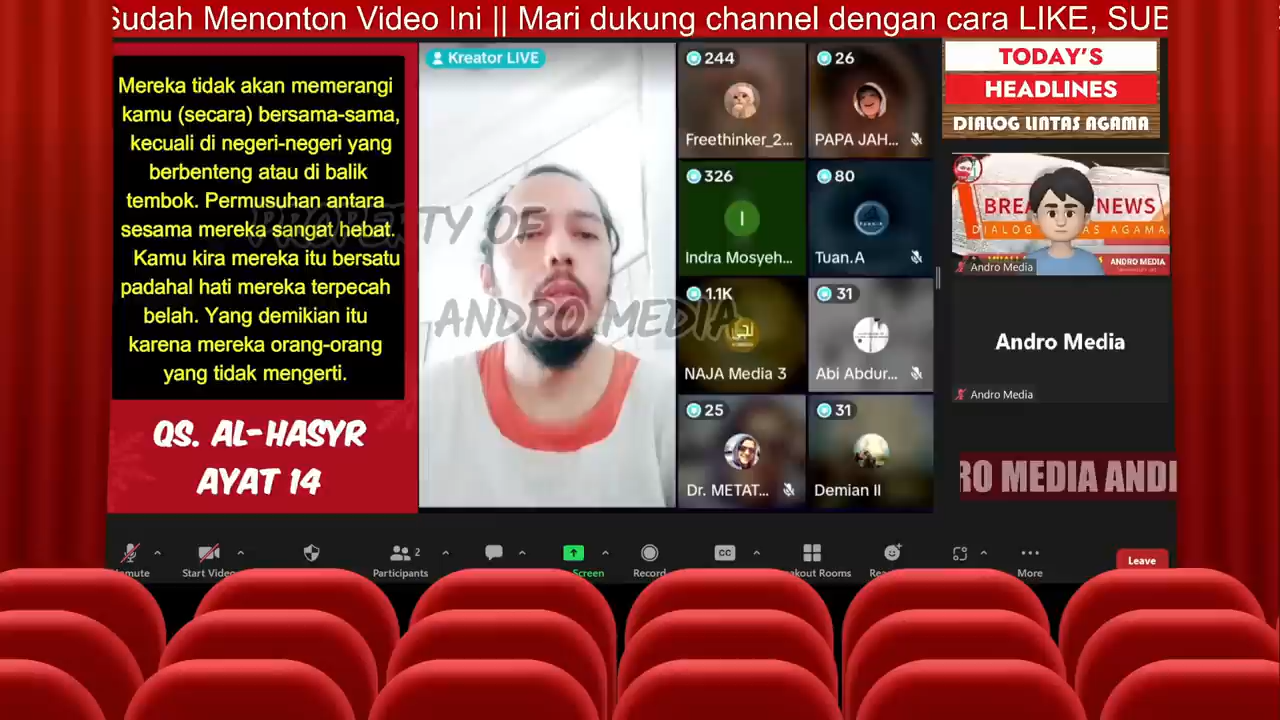 Sudah Menonton Video Ini || Mari dukung channel dengan cara LIKE, SUB
Mereka tidak akan memerangi
kamu (secara) bersama-sama,
kecuali di negeri-negeri yang
berbenteng atau di balik
tembok. Permusuhan antara
sesama mereka sangat hebat.
Kamu kira mereka itu bersatu
padahal hati mereka terpecah
belah. Yang demikian itu
karena mereka orang-orang
yang tidak mengerti.
QS. AL-HASYR
AYAT 14
Kreator LIVE
PROPERTY OF
ANDRO MEDIA
244
Freethinker_2...
26
PAPA JAH...
326
I
Indra Mosyeh...
80
Tuan.A
1.1K
NAJA Media 3
31
Abi Abdur...
25
Dr. METAT...
31
Demian II
TODAY'S
HEADLINES
DIALOG LINTAS AGAMA
NEWS
ANDRO MEDIA
Andro Media
Andro Media
Andro Media
RO MEDIA ANDI
Start Video
Participants
2
Screen
Record
CC
Rooms
More
Leave